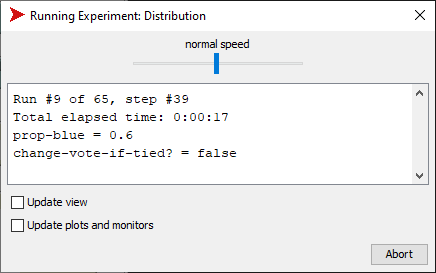 Running Experiment: Distribution
normal speed
Run #9 of 65, step #39
Total elapsed time: 0:00:17
prop-blue = 0.6
change-vote-if-tied? = false
Update view
Update plots and monitors
Abort